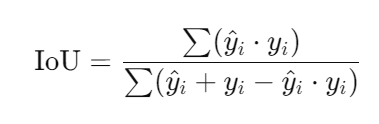 IoU = ∑(ŷᵢ · yᵢ) / ∑(ŷᵢ + yᵢ − ŷᵢ · yᵢ)